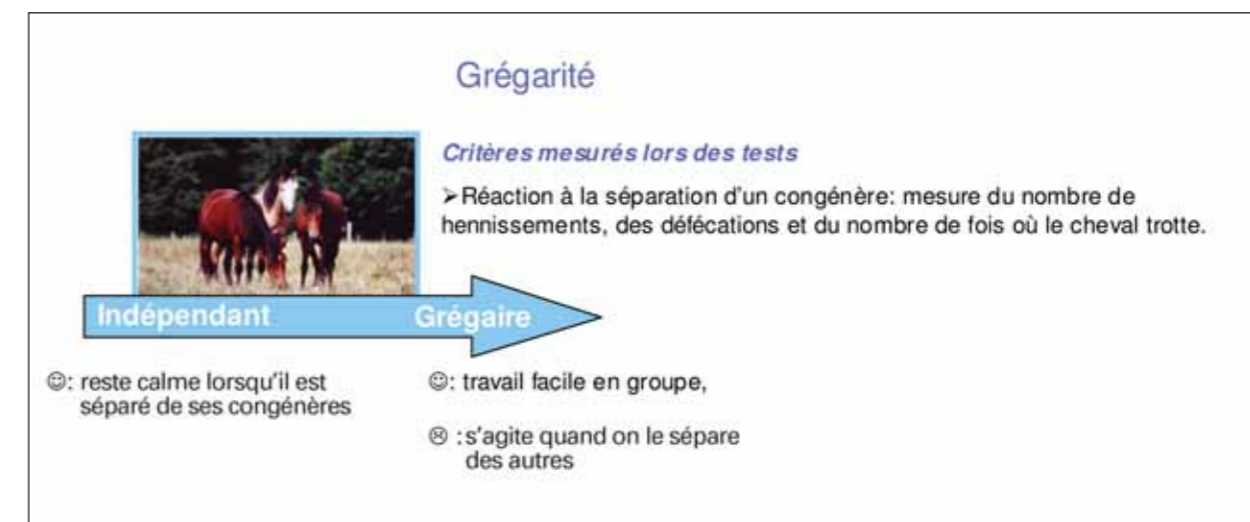 Grégarité
Critères mesurés lors des tests
➢Réaction à la séparation d'un congénère: mesure du nombre de
hennissements, des défécations et du nombre de fois où le cheval trotte.
Indépendant
Grégaire
☺: reste calme lorsqu'il est
séparé de ses congénères
☺: travail facile en groupe,
☹ : s'agite quand on le sépare
des autres